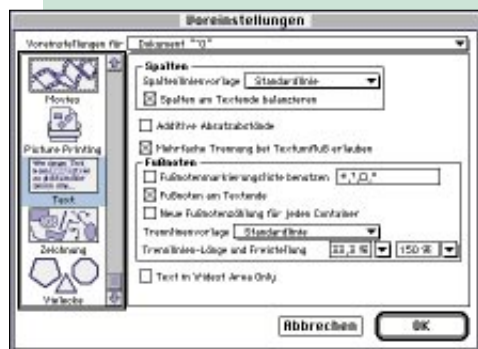 Voreinstellungen
Voreinstellungen für Dokument "0"
Movies
Picture Printing
Text
Zeichnung
Vielecke
Spalten
Spaltenlinienvorlage Standardlinie
Spalten am Textende balancieren
Additive Absatzabstände
Mehrfache Trennung bei Textumfluß erlauben
Fußnoten
Fußnotenmarkierungsliste benutzen
Fußnoten am Textende
Neue Fußnotenzählung für jeden Container
Trennlinienvorlage Standardlinie
Trennlinien-Länge und Freistellung 33,3 % 150 %
Text in Widest Area Only
Abbrechen OK